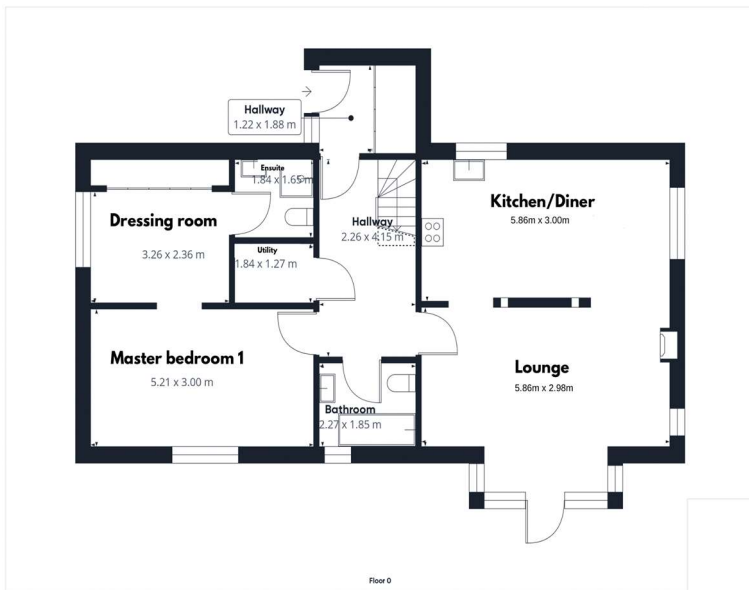 Hallway
1.22 x 1.88 m
Ensuite
1.84 x 1.65 m
Dressing room
3.26 x 2.36 m
Hallway
2.26 x 4.15 m
Kitchen/Diner
5.86m x 3.00m
Utility
1.84 x 1.27 m
Master bedroom 1
5.21 x 3.00 m
Lounge
5.86m x 2.98m
Bathroom
2.27 x 1.85 m
Floor 0